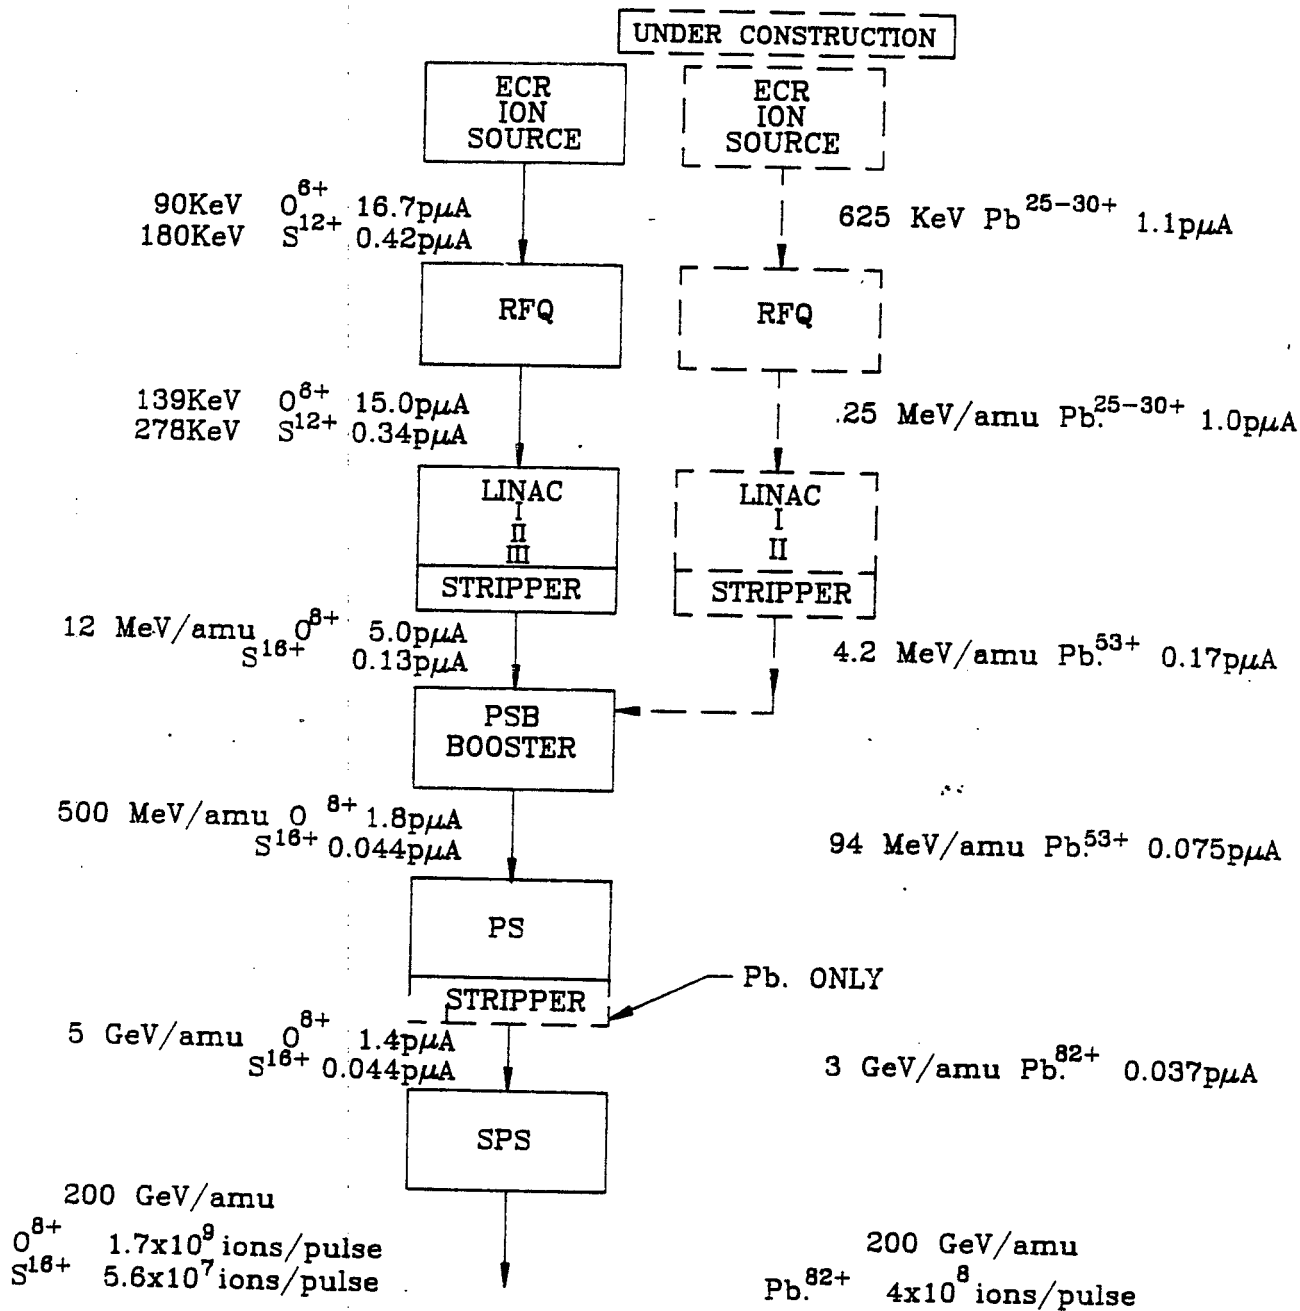 UNDER CONSTRUCTION
ECR
ION
SOURCE
ECR
ION
SOURCE
90KeV O⁶⁺ 16.7pμA
180KeV S¹²⁺ 0.42pμA
625 KeV Pb²⁵⁻³⁰⁺ 1.1pμA
RFQ
RFQ
139KeV O⁶⁺ 15.0pμA
278KeV S¹²⁺ 0.34pμA
.25 MeV/amu Pb.²⁵⁻³⁰⁺ 1.0pμA
LINAC
I
II
III
STRIPPER
LINAC
I
II
STRIPPER
12 MeV/amu O⁸⁺ 5.0pμA
S¹⁶⁺ 0.13pμA
4.2 MeV/amu Pb.⁵³⁺ 0.17pμA
PSB
BOOSTER
500 MeV/amu O ⁸⁺ 1.8pμA
S¹⁶⁺ 0.044pμA
94 MeV/amu Pb.⁵³⁺ 0.075pμA
PS
STRIPPER
Pb. ONLY
5 GeV/amu O⁸⁺ 1.4pμA
S¹⁶⁺ 0.044pμA
3 GeV/amu Pb.⁸²⁺ 0.037pμA
SPS
200 GeV/amu
O⁸⁺ 1.7x10⁹ ions/pulse
S¹⁶⁺ 5.6x10⁷ ions/pulse
200 GeV/amu
Pb.⁸²⁺ 4x10⁸ ions/pulse